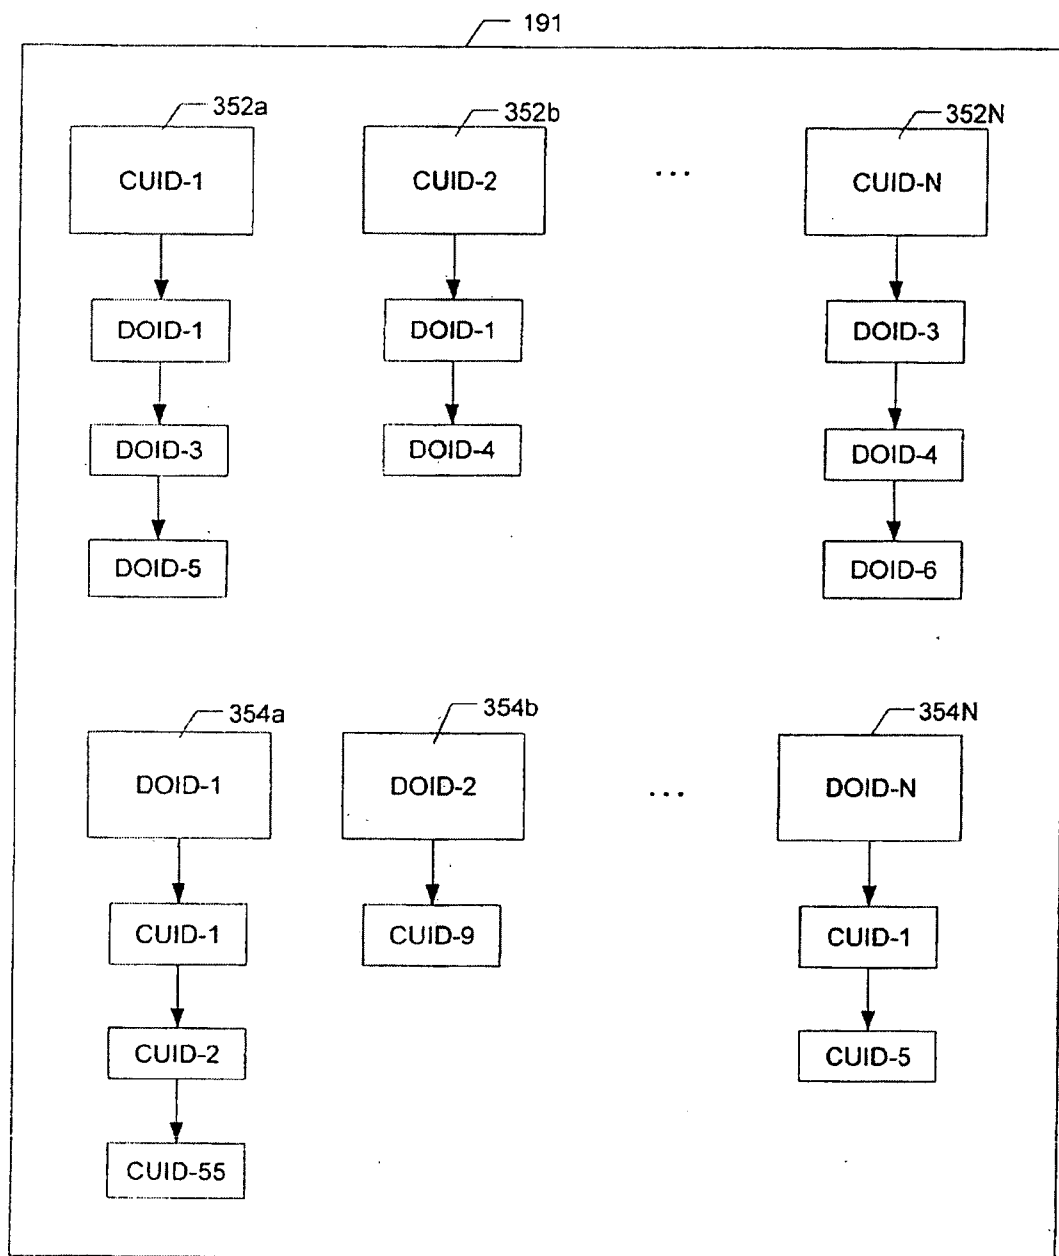 191
352a
352b
352N
CUID-1
CUID-2
...
CUID-N
DOID-1
DOID-1
DOID-3
DOID-3
DOID-4
DOID-4
DOID-5
DOID-6
354a
354b
354N
DOID-1
DOID-2
...
DOID-N
CUID-1
CUID-9
CUID-1
CUID-2
CUID-5
CUID-55